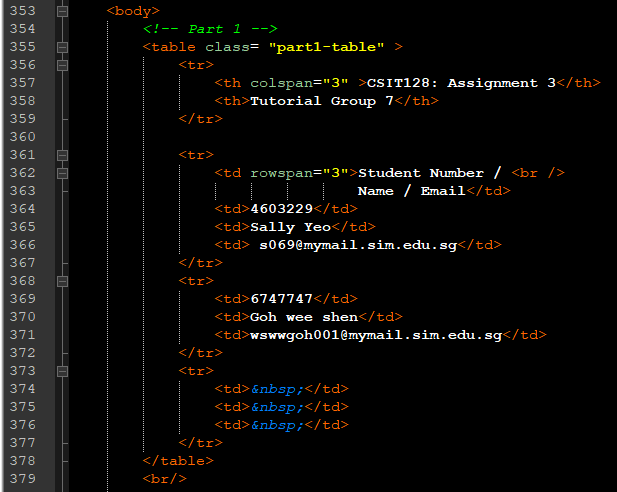 353 <body>
354 <!-- Part 1 -->
355 <table class= "part1-table" >
356 <tr>
357 <th colspan="3" >CSIT128: Assignment 3</th>
358 <th>Tutorial Group 7</th>
359 </tr>
360
361 <tr>
362 <td rowspan="3">Student Number / <br />
363 Name / Email</td>
364 <td>4603229</td>
365 <td>Sally Yeo</td>
366 <td> s069@mymail.sim.edu.sg</td>
367 </tr>
368 <tr>
369 <td>6747747</td>
370 <td>Goh wee shen</td>
371 <td>wswwgoh001@mymail.sim.edu.sg</td>
372 </tr>
373 <tr>
374 <td>&nbsp;</td>
375 <td>&nbsp;</td>
376 <td>&nbsp;</td>
377 </tr>
378 </table>
379 <br/>